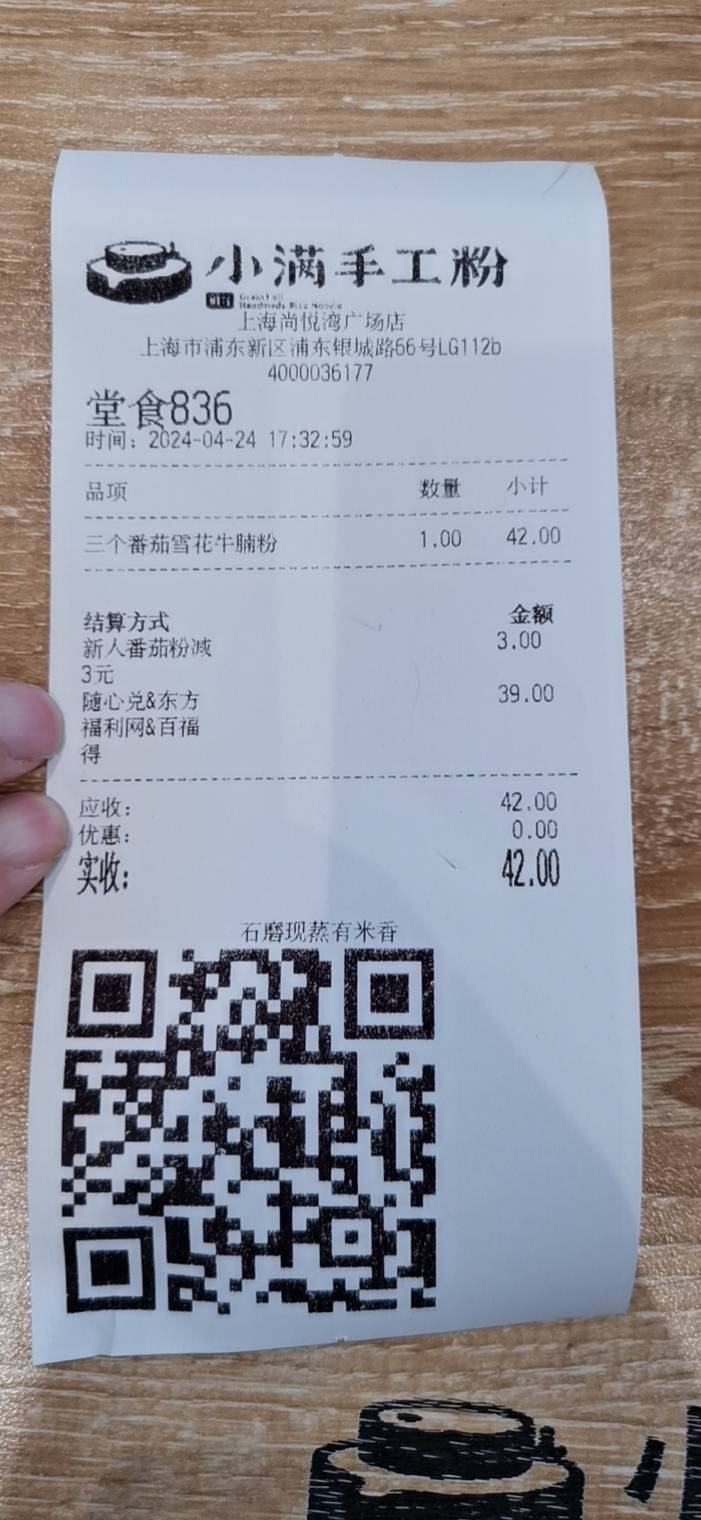 小满手工粉
Grain Full
Handmade Rice Noodle
上海尚悦湾广场店
上海市浦东新区浦东银城路66号LG112b
4000036177
堂食836
时间：2024-04-24 17:32:59
品项 数量 小计
三个番茄雪花牛腩粉 1.00 42.00
结算方式 金额
新人番茄粉减 3.00
3元
随心兑&东方 39.00
福利网&百福
得
应收： 42.00
优惠： 0.00
实收： 42.00
石磨现蒸有米香